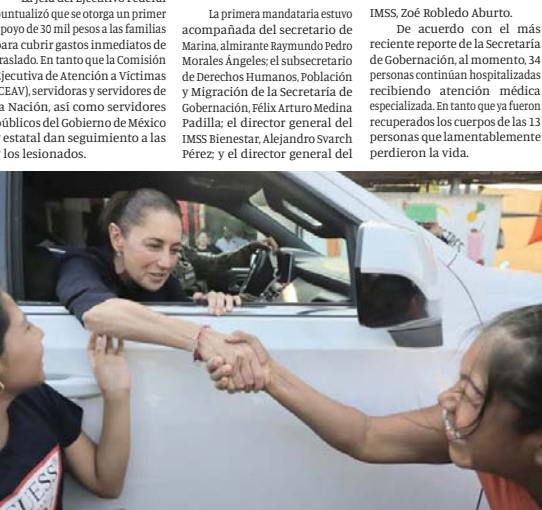 La jefa del Ejecutivo Federal
puntualizó que se otorga un primer
apoyo de 30 mil pesos a las familias
para cubrir gastos inmediatos de
traslado. En tanto que la Comisión
Ejecutiva de Atención a Víctimas
(CEAV), servidoras y servidores de
la Nación, así como servidores
públicos del Gobierno de México
y estatal dan seguimiento a las
y los lesionados.
La primera mandataria estuvo
acompañada del secretario de
Marina, almirante Raymundo Pedro
Morales Ángeles; el subsecretario
de Derechos Humanos, Población
y Migración de la Secretaría de
Gobernación, Félix Arturo Medina
Padilla; el director general del
IMSS Bienestar, Alejandro Svarch
Pérez; y el director general del
IMSS, Zoé Robledo Aburto.
De acuerdo con el más
reciente reporte de la Secretaría
de Gobernación, al momento, 34
personas continúan hospitalizadas
recibiendo atención médica
especializada. En tanto que ya fueron
recuperados los cuerpos de las 13
personas que lamentablemente
perdieron la vida.
GUESS